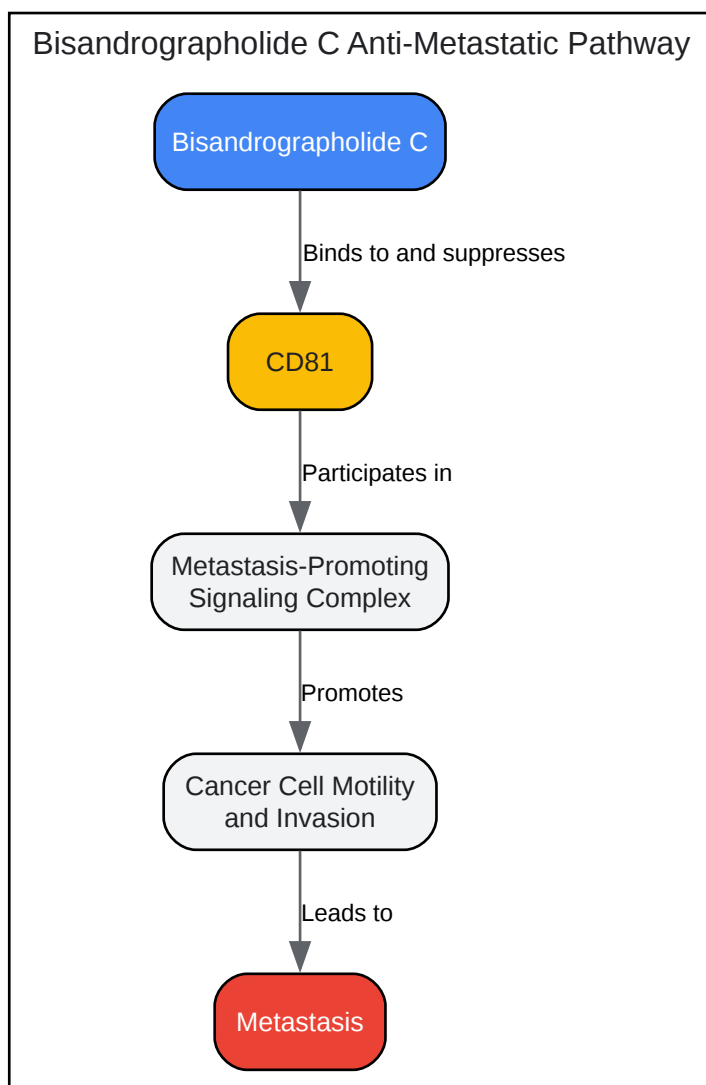 Bisandrographolide C Anti-Metastatic Pathway
Bisandrographolide C
Binds to and suppresses
CD81
Participates in
Metastasis-Promoting
Signaling Complex
Promotes
Cancer Cell Motility
and Invasion
Leads to
Metastasis